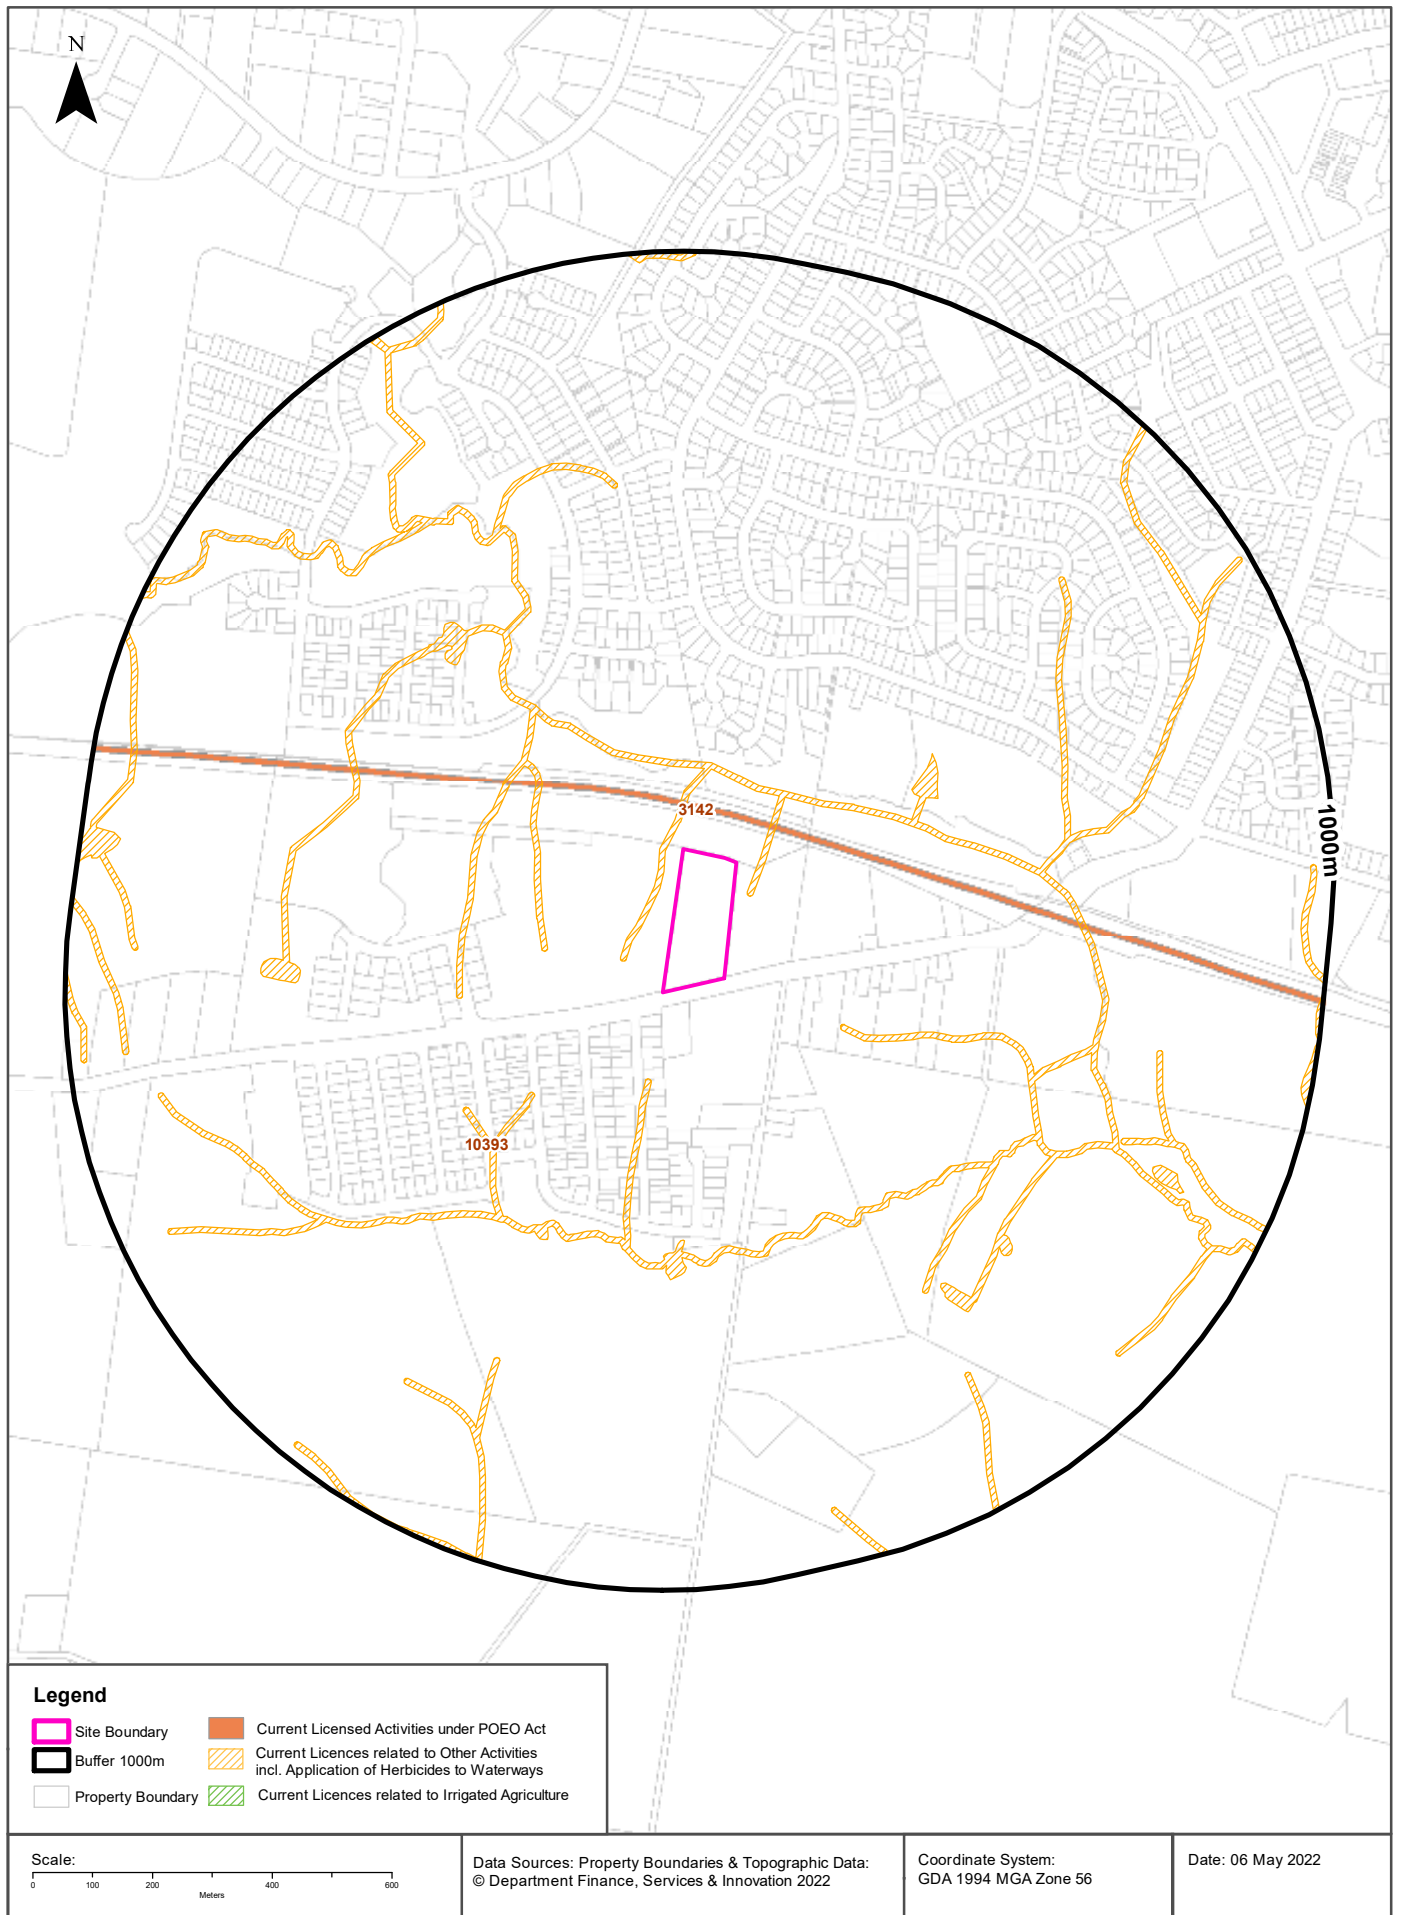 N
3142
1000m
10393
Legend
Site Boundary
Buffer 1000m
Property Boundary
Current Licensed Activities under POEO Act
Current Licences related to Other Activities
incl. Application of Herbicides to Waterways
Current Licences related to Irrigated Agriculture
Scale:
0 100 200 400 600
Meters
Data Sources: Property Boundaries & Topographic Data:
© Department Finance, Services & Innovation 2022
Coordinate System:
GDA 1994 MGA Zone 56
Date: 06 May 2022